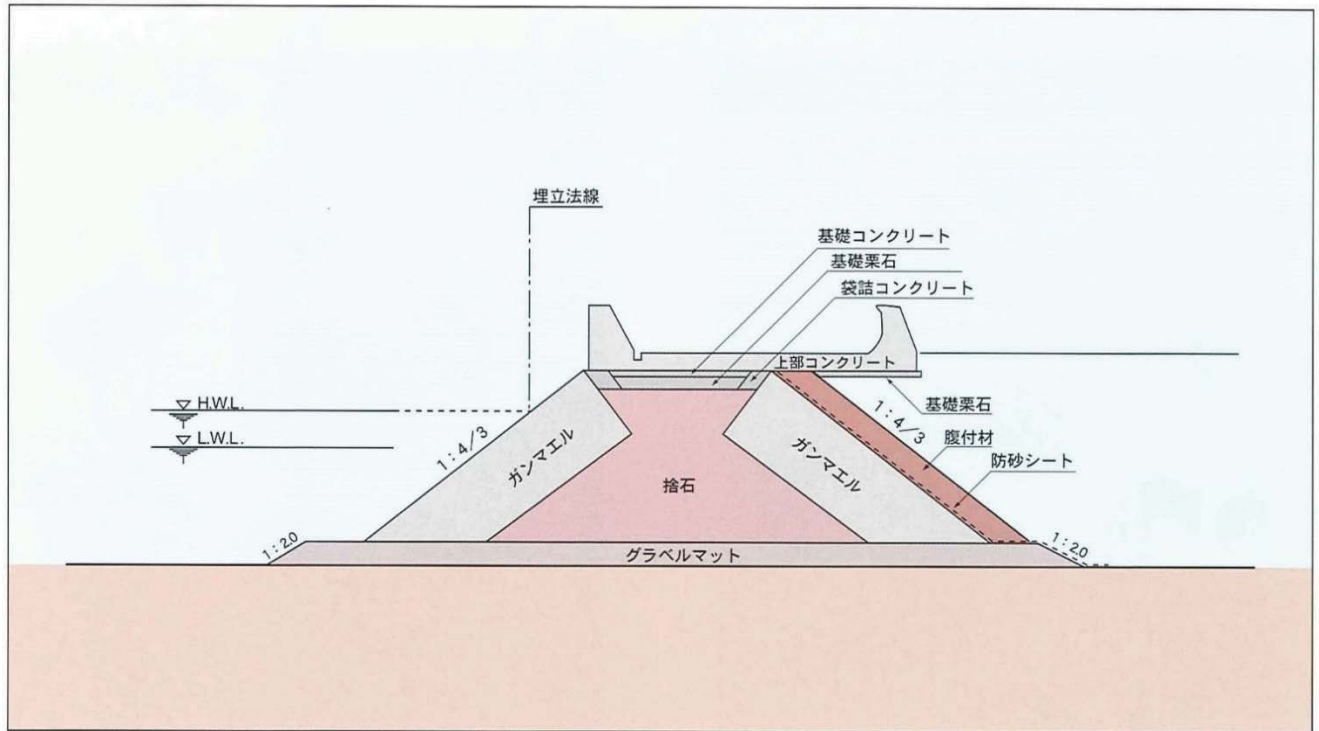 埋立法線
基礎コンクリート
基礎栗石
袋詰コンクリート
上部コンクリート
基礎栗石
H.W.L.
L.W.L.
1:4/3
1:4/3
腹付材
防砂シート
ガンマエル
ガンマエル
捨石
1:2.0
1:2.0
グラベルマット